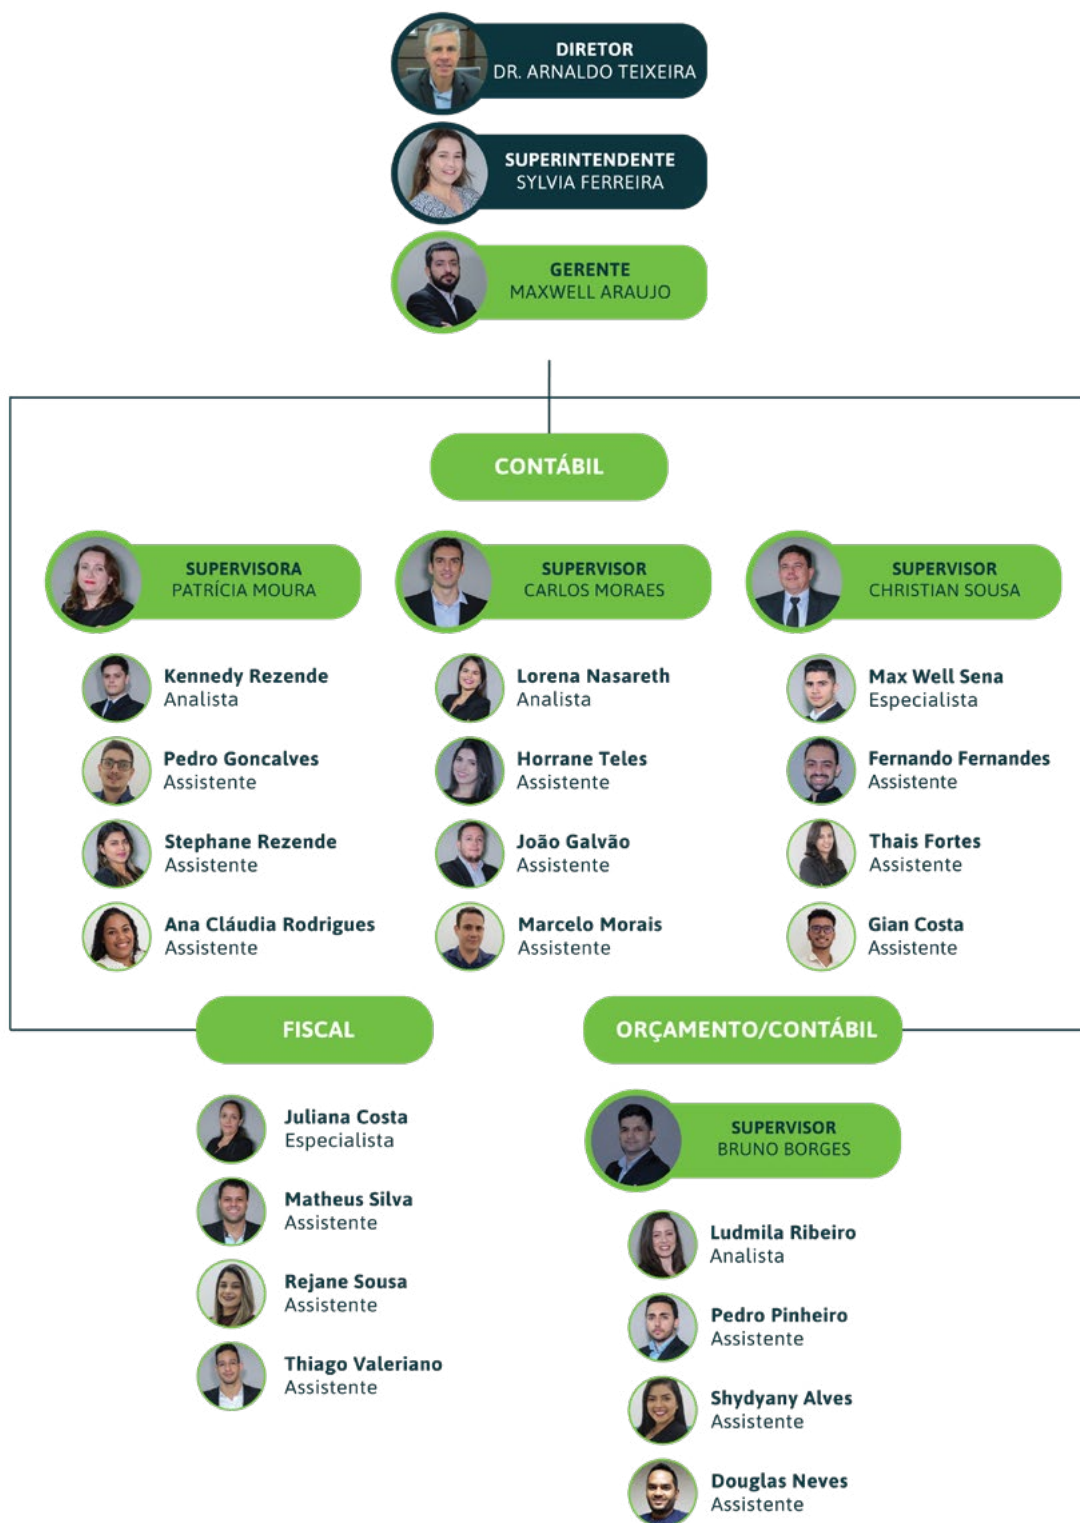 DIRETOR
DR. ARNALDO TEIXEIRA
SUPERINTENDENTE
SYLVIA FERREIRA
GERENTE
MAXWELL ARAUJO
CONTÁBIL
SUPERVISORA
PATRÍCIA MOURA
Kennedy Rezende
Analista
Pedro Goncalves
Assistente
Stephane Rezende
Assistente
Ana Cláudia Rodrigues
Assistente
SUPERVISOR
CARLOS MORAES
Lorena Nasareth
Analista
Horrane Teles
Assistente
João Galvão
Assistente
Marcelo Morais
Assistente
SUPERVISOR
CHRISTIAN SOUSA
Max Well Sena
Especialista
Fernando Fernandes
Assistente
Thais Fortes
Assistente
Gian Costa
Assistente
FISCAL
Juliana Costa
Especialista
Matheus Silva
Assistente
Rejane Sousa
Assistente
Thiago Valeriano
Assistente
ORÇAMENTO/CONTÁBIL
SUPERVISOR
BRUNO BORGES
Ludmila Ribeiro
Analista
Pedro Pinheiro
Assistente
Shydyany Alves
Assistente
Douglas Neves
Assistente